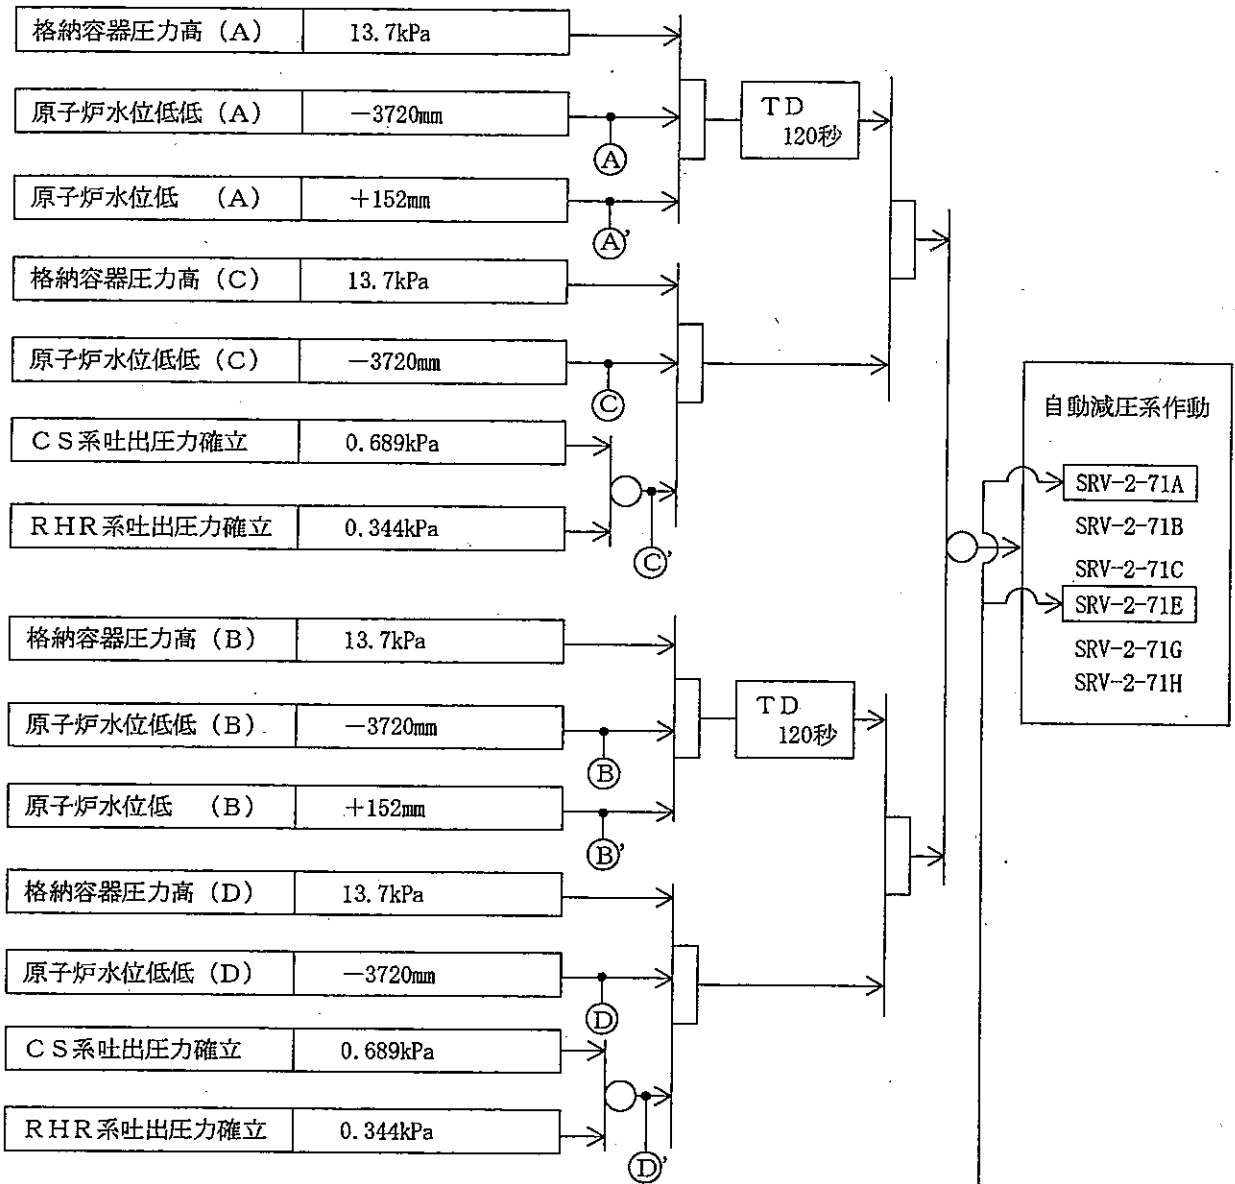 格納容器圧力高 (A) 13.7kPa
原子炉水位低低 (A) －3720mm
TD
120秒
Ⓐ
原子炉水位低 (A) ＋152mm
Ⓐ'
格納容器圧力高 (C) 13.7kPa
原子炉水位低低 (C) －3720mm
Ⓒ
CS系吐出圧力確立 0.689kPa
RHR系吐出圧力確立 0.344kPa
Ⓒ'
自動減圧系作動
SRV-2-71A
SRV-2-71B
SRV-2-71C
SRV-2-71E
SRV-2-71G
SRV-2-71H
格納容器圧力高 (B) 13.7kPa
原子炉水位低低 (B) －3720mm
TD
120秒
Ⓑ
原子炉水位低 (B) ＋152mm
Ⓑ'
格納容器圧力高 (D) 13.7kPa
原子炉水位低低 (D) －3720mm
Ⓓ
CS系吐出圧力確立 0.689kPa
RHR系吐出圧力確立 0.344kPa
Ⓓ'